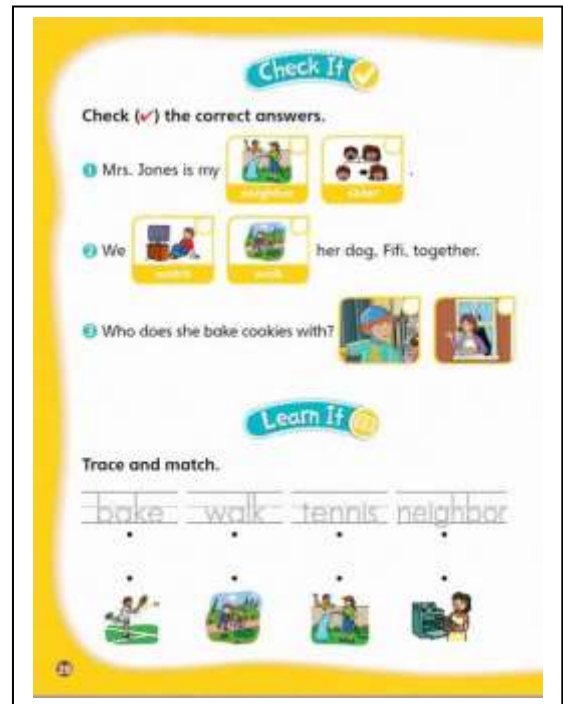 Check It
Check (✔) the correct answers.
1 Mrs. Jones is my neighbor sister .
2 We watch walk her dog, Fifi, together.
3 Who does she bake cookies with?
Learn It
Trace and match.
bake walk tennis neighbor